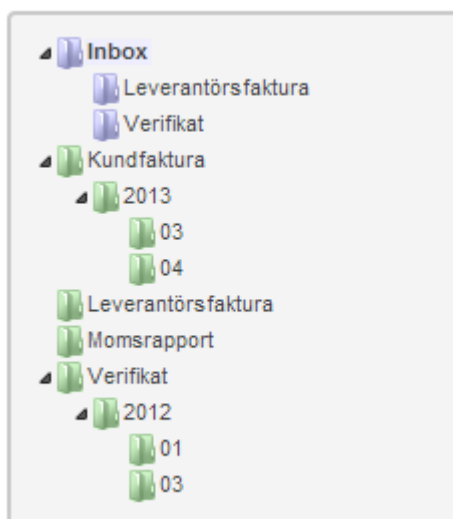 Inbox
Leverantörsfaktura
Verifikat
Kundfaktura
2013
03
04
Leverantörsfaktura
Momsrapport
Verifikat
2012
01
03